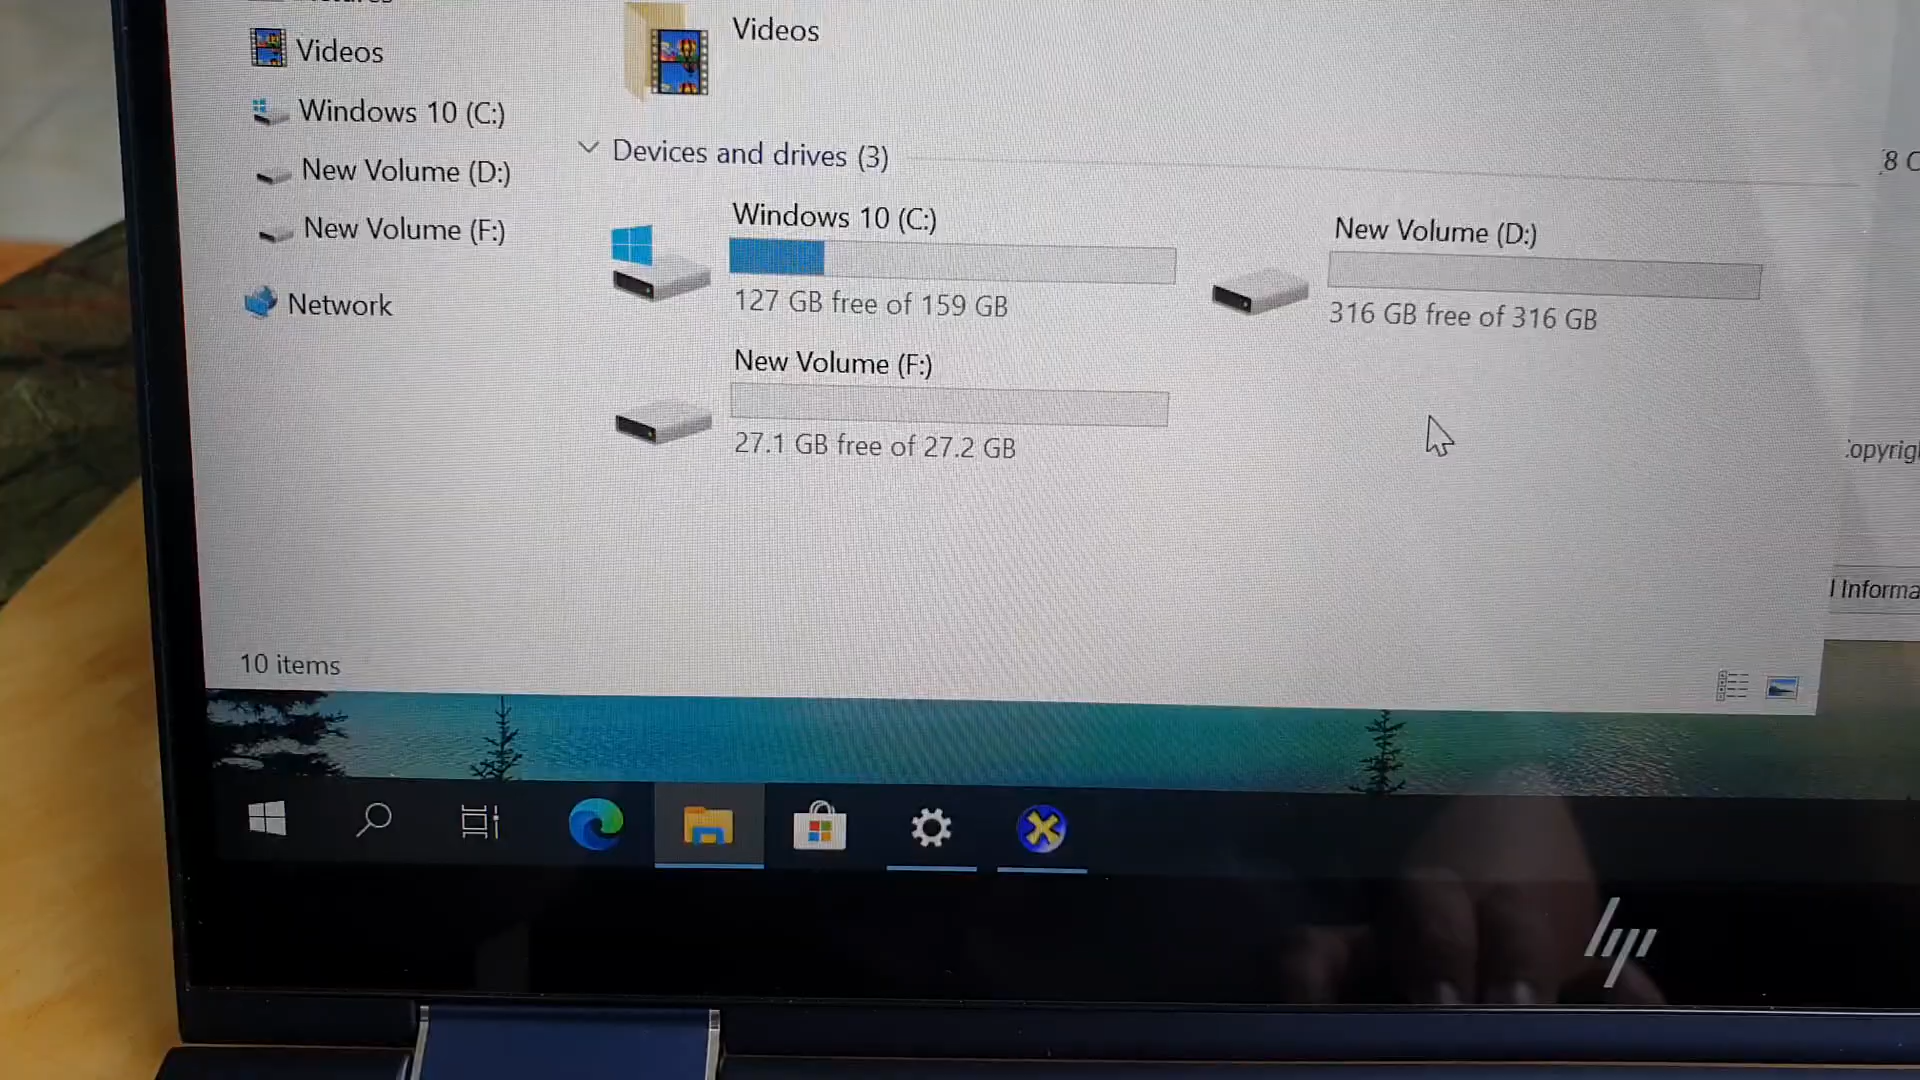 Videos
Windows 10 (C:)
New Volume (D:)
New Volume (F:)
Network
10 items
Videos
Devices and drives (3)
Windows 10 (C:)
127 GB free of 159 GB
New Volume (D:)
316 GB free of 316 GB
New Volume (F:)
27.1 GB free of 27.2 GB
hp